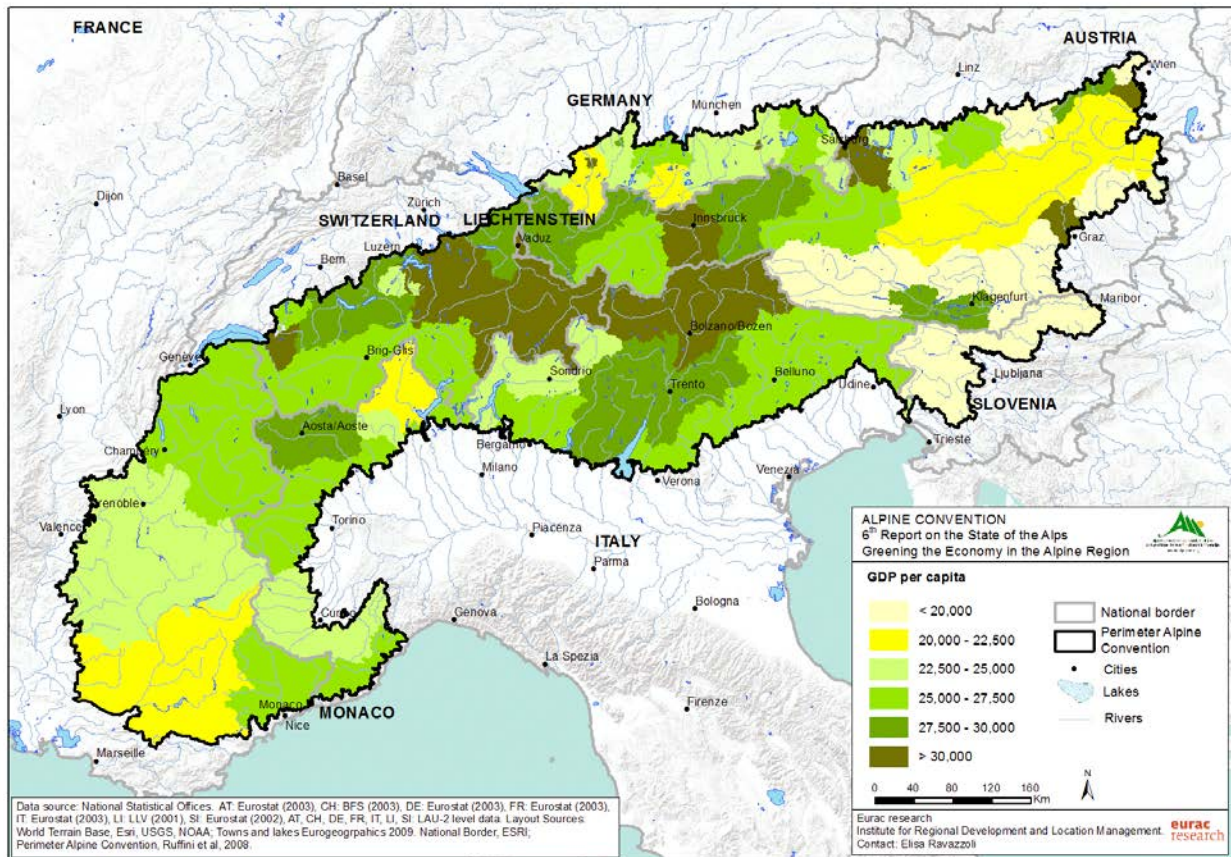 FRANCE
AUSTRIA
Linz
Wien
GERMANY
München
Salzburg
Basel
Dijon
Zürich
SWITZERLAND
LIECHTENSTEIN
Innsbruck
Luzern
Vaduz
Graz
Bern
Klagenfurt
Maribor
Bolzano/Bozen
Genève
Brig-Glis
Sondrio
Ljubljana
Trento
Belluno
Udine
SLOVENIA
Lyon
Aosta/Aoste
Trieste
Chambéry
Bergamo
Milano
Verona
Venezia
Grenoble
Valence
Torino
Piacenza
ITALY
Parma
Bologna
Cuneo
Genova
La Spezia
Firenze
Monaco
MONACO
Nice
Marseille
ALPINE CONVENTION
6th Report on the State of the Alps
Greening the Economy in the Alpine Region
GDP per capita
< 20,000
20,000 - 22,500
22,500 - 25,000
25,000 - 27,500
27,500 - 30,000
> 30,000
National border
Perimeter Alpine
Convention
Cities
Lakes
Rivers
0 40 80 120 160
Km
N
Data source: National Statistical Offices. AT: Eurostat (2003), CH: BFS (2003), DE: Eurostat (2003), FR: Eurostat (2003),
IT: Eurostat (2003), LI: LLV (2001), SI: Eurostat (2002), AT, CH, DE, FR, IT, LI, SI: LAU-2 level data. Layout Sources:
World Terrain Base, Esri, USGS, NOAA; Towns and lakes Eurogeorpahics 2009. National Border, ESRI;
Perimeter Alpine Convention, Ruffini et al, 2008.
Eurac research
Institute for Regional Development and Location Management.
Contact: Elisa Ravazzoli
eurac
research